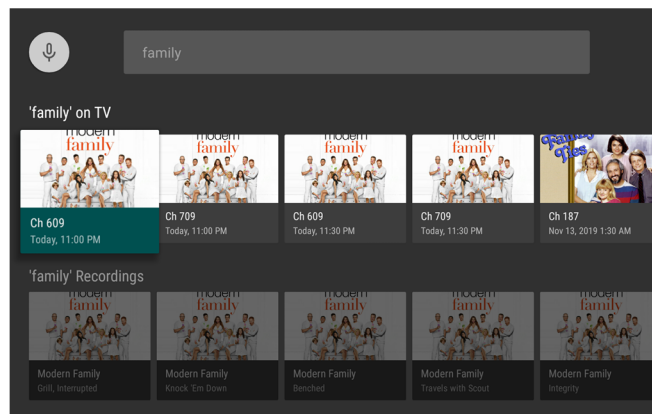 family
'family' on TV
modern
family
Ch 609
Today, 11:00 PM
modern
family
Ch 709
Today, 11:00 PM
modern
family
Ch 609
Today, 11:30 PM
modern
family
Ch 709
Today, 11:30 PM
Family
Ties
Ch 187
Nov 13, 2019 1:30 AM
'family' Recordings
modern
family
Modern Family
Grill, Interrupted
modern
family
Modern Family
Knock 'Em Down
modern
family
Modern Family
Benched
modern
family
Modern Family
Travels with Scout
modern
family
Modern Family
Integrity